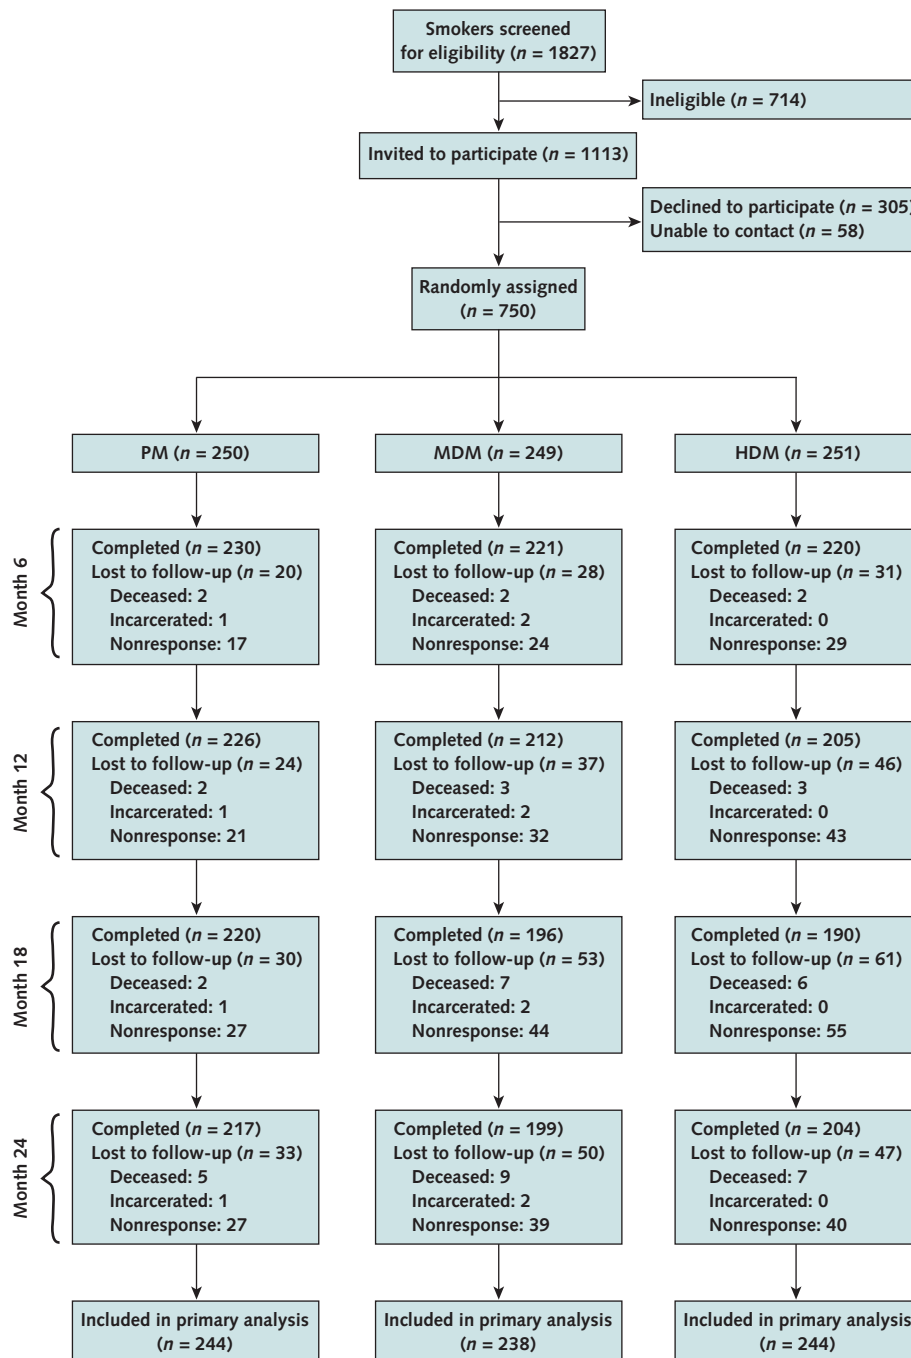 Smokers screened
for eligibility (n = 1827)
Ineligible (n = 714)
Invited to participate (n = 1113)
Declined to participate (n = 305)
Unable to contact (n = 58)
Randomly assigned
(n = 750)
PM (n = 250)
MDM (n = 249)
HDM (n = 251)
Month 6
Completed (n = 230)
Lost to follow-up (n = 20)
Deceased: 2
Incarcerated: 1
Nonresponse: 17
Completed (n = 221)
Lost to follow-up (n = 28)
Deceased: 2
Incarcerated: 2
Nonresponse: 24
Completed (n = 220)
Lost to follow-up (n = 31)
Deceased: 2
Incarcerated: 0
Nonresponse: 29
Month 12
Completed (n = 226)
Lost to follow-up (n = 24)
Deceased: 2
Incarcerated: 1
Nonresponse: 21
Completed (n = 212)
Lost to follow-up (n = 37)
Deceased: 3
Incarcerated: 2
Nonresponse: 32
Completed (n = 205)
Lost to follow-up (n = 46)
Deceased: 3
Incarcerated: 0
Nonresponse: 43
Month 18
Completed (n = 220)
Lost to follow-up (n = 30)
Deceased: 2
Incarcerated: 1
Nonresponse: 27
Completed (n = 196)
Lost to follow-up (n = 53)
Deceased: 7
Incarcerated: 2
Nonresponse: 44
Completed (n = 190)
Lost to follow-up (n = 61)
Deceased: 6
Incarcerated: 0
Nonresponse: 55
Month 24
Completed (n = 217)
Lost to follow-up (n = 33)
Deceased: 5
Incarcerated: 1
Nonresponse: 27
Completed (n = 199)
Lost to follow-up (n = 50)
Deceased: 9
Incarcerated: 2
Nonresponse: 39
Completed (n = 204)
Lost to follow-up (n = 47)
Deceased: 7
Incarcerated: 0
Nonresponse: 40
Included in primary analysis
(n = 244)
Included in primary analysis
(n = 238)
Included in primary analysis
(n = 244)